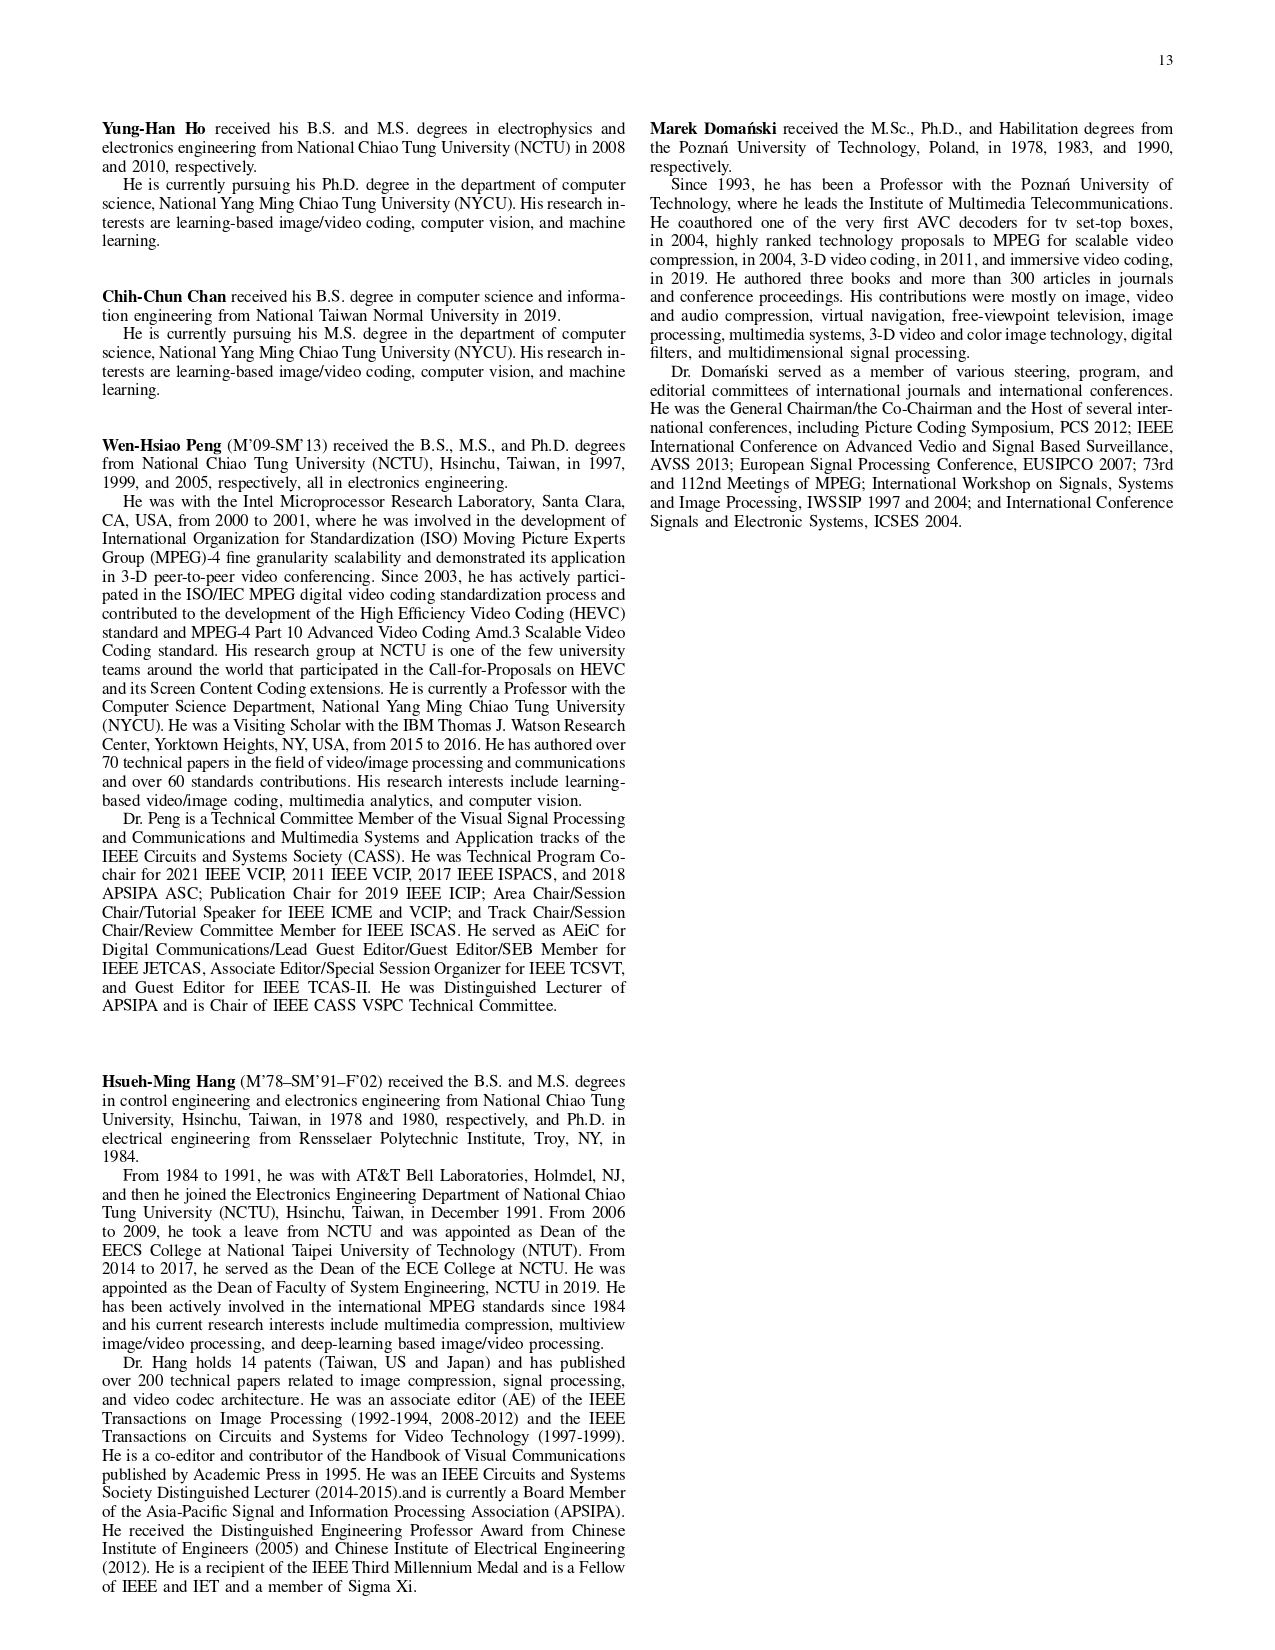 13
Yung-Han Ho received his B.S. and M.S. degrees in electrophysics and
electronics engineering from National Chiao Tung University (NCTU) in 2008
and 2010, respectively.
He is currently pursuing his Ph.D. degree in the department of computer
science, National Yang Ming Chiao Tung University (NYCU). His research in-
terests are learning-based image/video coding, computer vision, and machine
learning.
Chih-Chun Chan received his B.S. degree in computer science and informa-
tion engineering from National Taiwan Normal University in 2019.
He is currently pursuing his M.S. degree in the department of computer
science, National Yang Ming Chiao Tung University (NYCU). His research in-
terests are learning-based image/video coding, computer vision, and machine
learning.
Wen-Hsiao Peng (M'09-SM'13) received the B.S., M.S., and Ph.D. degrees
from National Chiao Tung University (NCTU), Hsinchu, Taiwan, in 1997,
1999, and 2005, respectively, all in electronics engineering.
He was with the Intel Microprocessor Research Laboratory, Santa Clara,
CA, USA, from 2000 to 2001, where he was involved in the development of
International Organization for Standardization (ISO) Moving Picture Experts
Group (MPEG)-4 fine granularity scalability and demonstrated its application
in 3-D peer-to-peer video conferencing. Since 2003, he has actively partici-
pated in the ISO/IEC MPEG digital video coding standardization process and
contributed to the development of the High Efficiency Video Coding (HEVC)
standard and MPEG-4 Part 10 Advanced Video Coding Amd.3 Scalable Video
Coding standard. His research group at NCTU is one of the few university
teams around the world that participated in the Call-for-Proposals on HEVC
and its Screen Content Coding extensions. He is currently a Professor with the
Computer Science Department, National Yang Ming Chiao Tung University
(NYCU). He was a Visiting Scholar with the IBM Thomas J. Watson Research
Center, Yorktown Heights, NY, USA, from 2015 to 2016. He has authored over
70 technical papers in the field of video/image processing and communications
and over 60 standards contributions. His research interests include learning-
based video/image coding, multimedia analytics, and computer vision.
Dr. Peng is a Technical Committee Member of the Visual Signal Processing
and Communications and Multimedia Systems and Application tracks of the
IEEE Circuits and Systems Society (CASS). He was Technical Program Co-
chair for 2021 IEEE VCIP, 2011 IEEE VCIP, 2017 IEEE ISPACS, and 2018
APSIPA ASC; Publication Chair for 2019 IEEE ICIP; Area Chair/Session
Chair/Tutorial Speaker for IEEE ICME and VCIP; and Track Chair/Session
Chair/Review Committee Member for IEEE ISCAS. He served as AEiC for
Digital Communications/Lead Guest Editor/Guest Editor/SEB Member for
IEEE JETCAS, Associate Editor/Special Session Organizer for IEEE TCSVT,
and Guest Editor for IEEE TCAS-II. He was Distinguished Lecturer of
APSIPA and is Chair of IEEE CASS VSPC Technical Committee.
Hsueh-Ming Hang (M'78–SM'91–F'02) received the B.S. and M.S. degrees
in control engineering and electronics engineering from National Chiao Tung
University, Hsinchu, Taiwan, in 1978 and 1980, respectively, and Ph.D. in
electrical engineering from Rensselaer Polytechnic Institute, Troy, NY, in
1984.
From 1984 to 1991, he was with AT&T Bell Laboratories, Holmdel, NJ,
and then he joined the Electronics Engineering Department of National Chiao
Tung University (NCTU), Hsinchu, Taiwan, in December 1991. From 2006
to 2009, he took a leave from NCTU and was appointed as Dean of the
EECS College at National Taipei University of Technology (NTUT). From
2014 to 2017, he served as the Dean of the ECE College at NCTU. He was
appointed as the Dean of Faculty of System Engineering, NCTU in 2019. He
has been actively involved in the international MPEG standards since 1984
and his current research interests include multimedia compression, multiview
image/video processing, and deep-learning based image/video processing.
Dr. Hang holds 14 patents (Taiwan, US and Japan) and has published
over 200 technical papers related to image compression, signal processing,
and video codec architecture. He was an associate editor (AE) of the IEEE
Transactions on Image Processing (1992-1994, 2008-2012) and the IEEE
Transactions on Circuits and Systems for Video Technology (1997-1999).
He is a co-editor and contributor of the Handbook of Visual Communications
published by Academic Press in 1995. He was an IEEE Circuits and Systems
Society Distinguished Lecturer (2014-2015).and is currently a Board Member
of the Asia-Pacific Signal and Information Processing Association (APSIPA).
He received the Distinguished Engineering Professor Award from Chinese
Institute of Engineers (2005) and Chinese Institute of Electrical Engineering
(2012). He is a recipient of the IEEE Third Millennium Medal and is a Fellow
of IEEE and IET and a member of Sigma Xi.
Marek Domański received the M.Sc., Ph.D., and Habilitation degrees from
the Poznań University of Technology, Poland, in 1978, 1983, and 1990,
respectively.
Since 1993, he has been a Professor with the Poznań University of
Technology, where he leads the Institute of Multimedia Telecommunications.
He coauthored one of the very first AVC decoders for tv set-top boxes,
in 2004, highly ranked technology proposals to MPEG for scalable video
compression, in 2004, 3-D video coding, in 2011, and immersive video coding,
in 2019. He authored three books and more than 300 articles in journals
and conference proceedings. His contributions were mostly on image, video
and audio compression, virtual navigation, free-viewpoint television, image
processing, multimedia systems, 3-D video and color image technology, digital
filters, and multidimensional signal processing.
Dr. Domański served as a member of various steering, program, and
editorial committees of international journals and international conferences.
He was the General Chairman/the Co-Chairman and the Host of several inter-
national conferences, including Picture Coding Symposium, PCS 2012; IEEE
International Conference on Advanced Vedio and Signal Based Surveillance,
AVSS 2013; European Signal Processing Conference, EUSIPCO 2007; 73rd
and 112nd Meetings of MPEG; International Workshop on Signals, Systems
and Image Processing, IWSSIP 1997 and 2004; and International Conference
Signals and Electronic Systems, ICSES 2004.